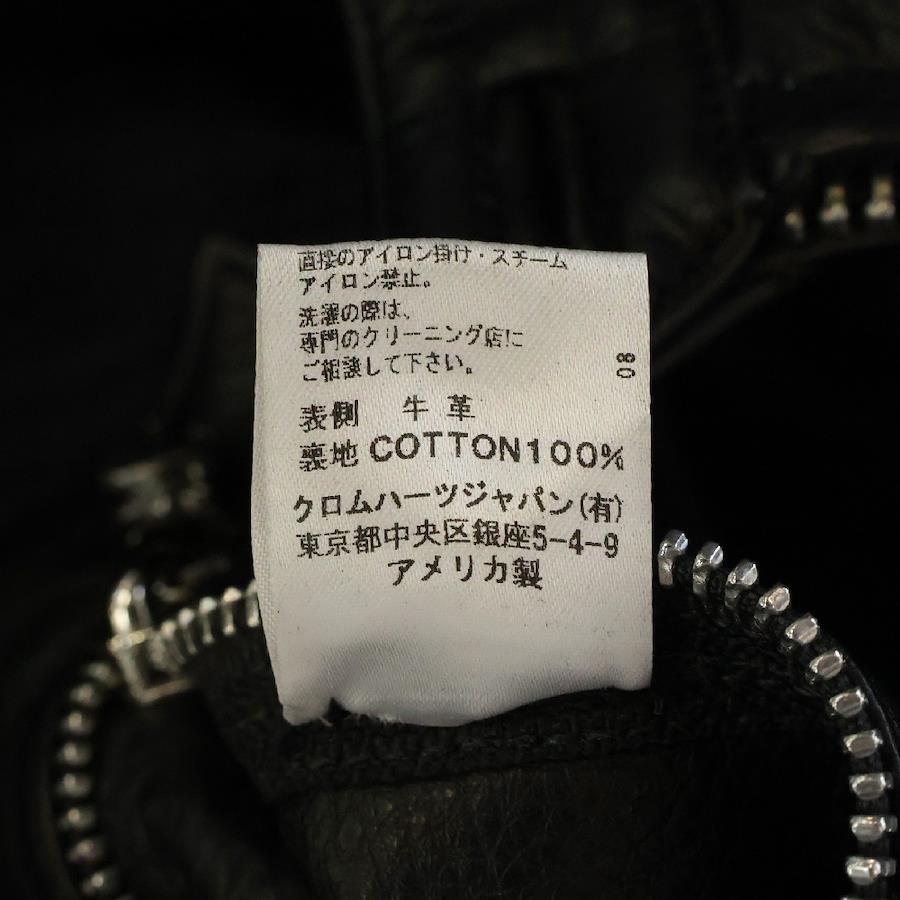 直接のアイロン掛け・スチーム
アイロン禁止。
洗濯の際は、
専門のクリーニング店に
ご相談して下さい。
08
表側 牛革
裏地 COTTON100%
クロムハーツジャパン(有)
東京都中央区銀座5-4-9
アメリカ製